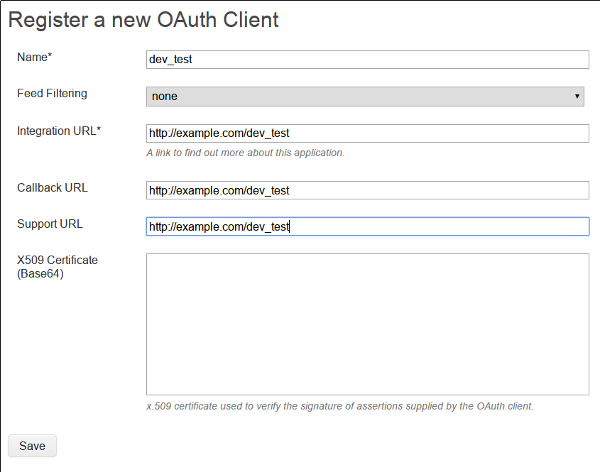 Register a new OAuth Client
Name*
dev_test
Feed Filtering
none
Integration URL*
http://example.com/dev_test
A link to find out more about this application.
Callback URL
http://example.com/dev_test
Support URL
http://example.com/dev_test
X509 Certificate
(Base64)
x.509 certificate used to verify the signature of assertions supplied by the OAuth client.
Save